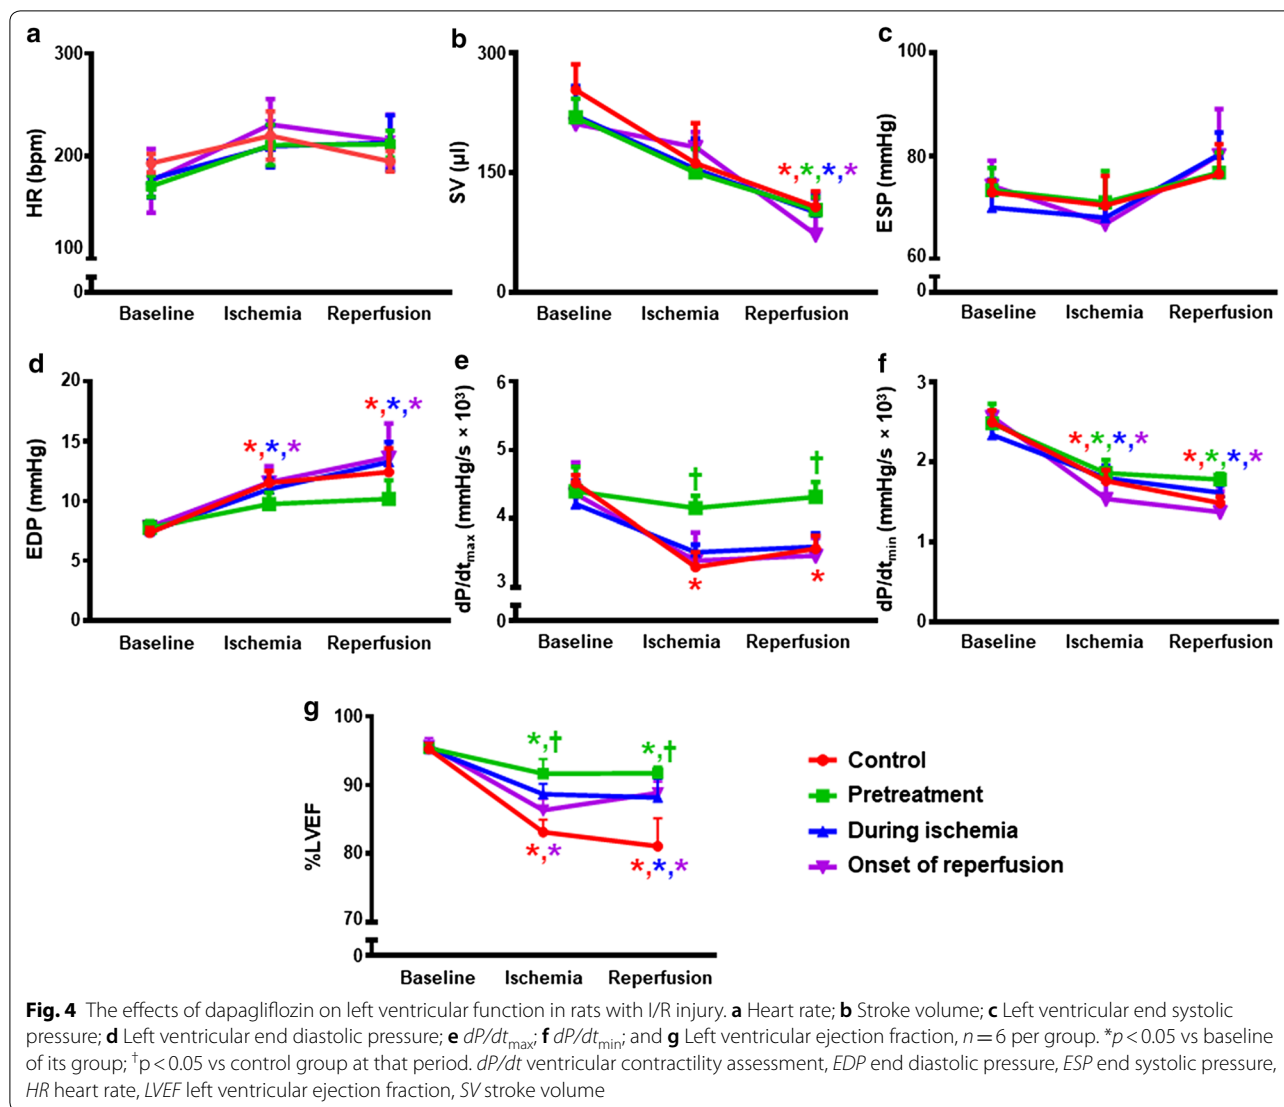 a
300
200
100
0
HR (bpm)
Baseline Ischemia Reperfusion
b
300
150
0
SV (µl)
*,*,*,*
Baseline Ischemia Reperfusion
c
100
80
60
0
ESP (mmHg)
Baseline Ischemia Reperfusion
d
20
15
10
5
0
EDP (mmHg)
*,*,*
*,*,*
Baseline Ischemia Reperfusion
e
6
5
4
3
0
dP/dtmax (mmHg/s × 10³)
†
†
*
*
Baseline Ischemia Reperfusion
f
3
2
1
0
dP/dtmin (mmHg/s × 10³)
*,*,*,*
*,*,*,*
Baseline Ischemia Reperfusion
g
100
90
80
70
0
%LVEF
*,†
*,†
*,*
*,*,*
Baseline Ischemia Reperfusion
Control
Pretreatment
During ischemia
Onset of reperfusion
Fig. 4 The effects of dapagliflozin on left ventricular function in rats with I/R injury. a Heart rate; b Stroke volume; c Left ventricular end systolic
pressure; d Left ventricular end diastolic pressure; e dP/dtmax; f dP/dtmin; and g Left ventricular ejection fraction, n = 6 per group. *p < 0.05 vs baseline
of its group; †p < 0.05 vs control group at that period. dP/dt ventricular contractility assessment, EDP end diastolic pressure, ESP end systolic pressure,
HR heart rate, LVEF left ventricular ejection fraction, SV stroke volume